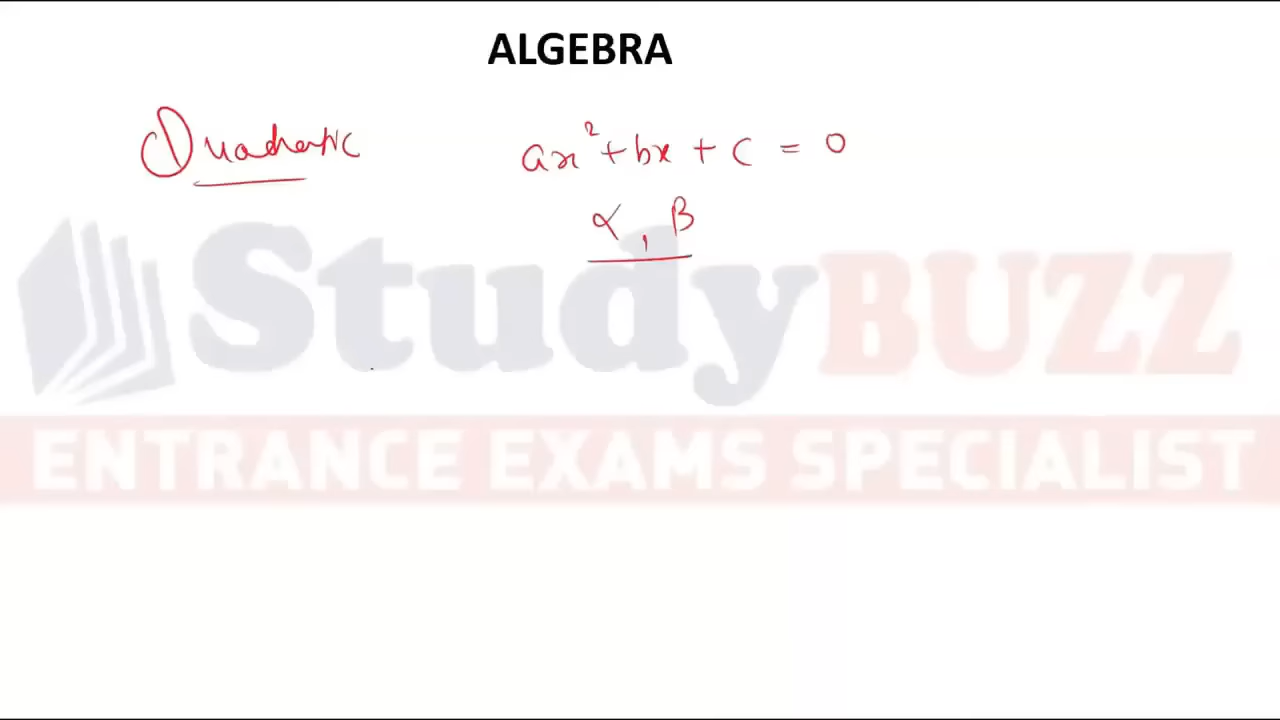 ALGEBRA
Quadratic ax²+bx + c = 0
α, β
StudyBUZZ
ENTRANCE EXAMS SPECIALIST